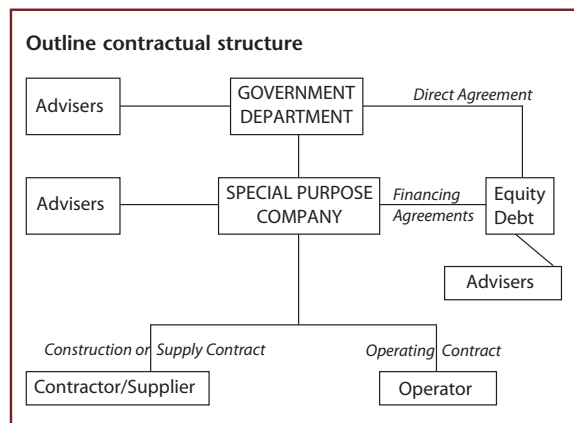 Outline contractual structure
Advisers
GOVERNMENT
DEPARTMENT
Direct Agreement
Advisers
SPECIAL PURPOSE
COMPANY
Financing
Agreements
Equity
Debt
Advisers
Construction or Supply Contract
Operating Contract
Contractor/Supplier
Operator